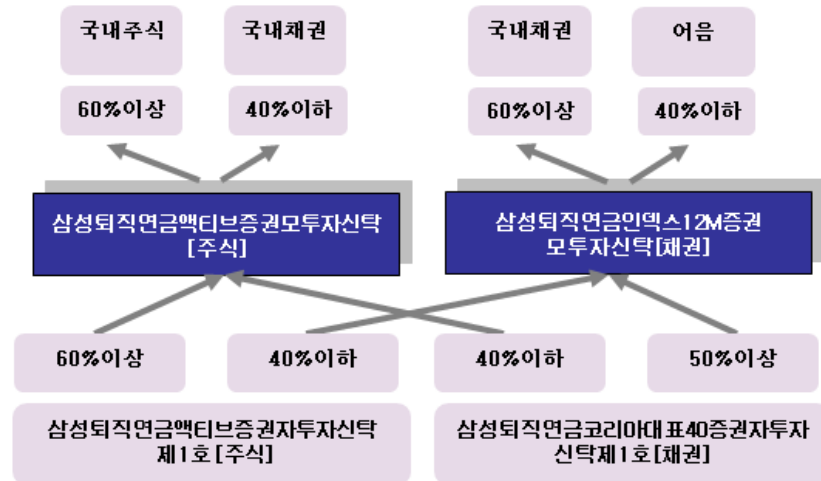 국내주식 국내채권 국내채권 어음
60%이상 40%이하 60%이상 40%이하
삼성퇴직연금액티브증권모투자신탁
[주식]
삼성퇴직연금인덱스12M증권
모투자신탁[채권]
60%이상 40%이하 40%이하 50%이상
삼성퇴직연금액티브증권자투자신탁
제1호[주식]
삼성퇴직연금코리아대표40증권자투자
신탁제1호[채권]